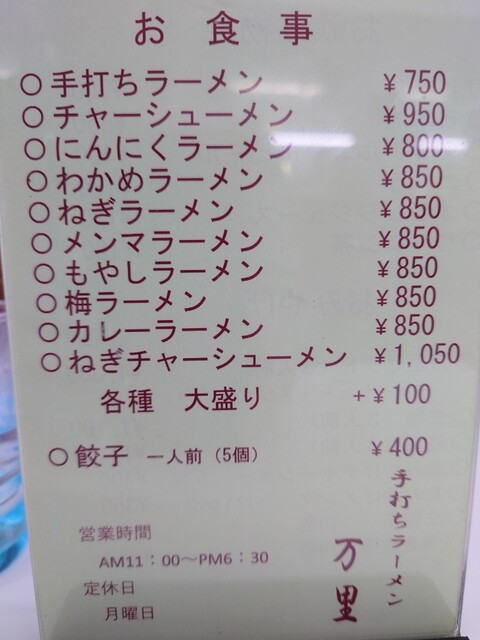 お食事
○手打ちラーメン ¥750
○チャーシューメン ¥950
○にんにくラーメン ¥800
○わかめラーメン ¥850
○ねぎラーメン ¥850
○メンマラーメン ¥850
○もやしラーメン ¥850
○梅ラーメン ¥850
○カレーラーメン ¥850
○ねぎチャーシューメン ¥1,050
各種 大盛り +¥100
○餃子 一人前（5個） ¥400
営業時間
AM11：00～PM6：30
定休日
月曜日
手打ちラーメン
万里